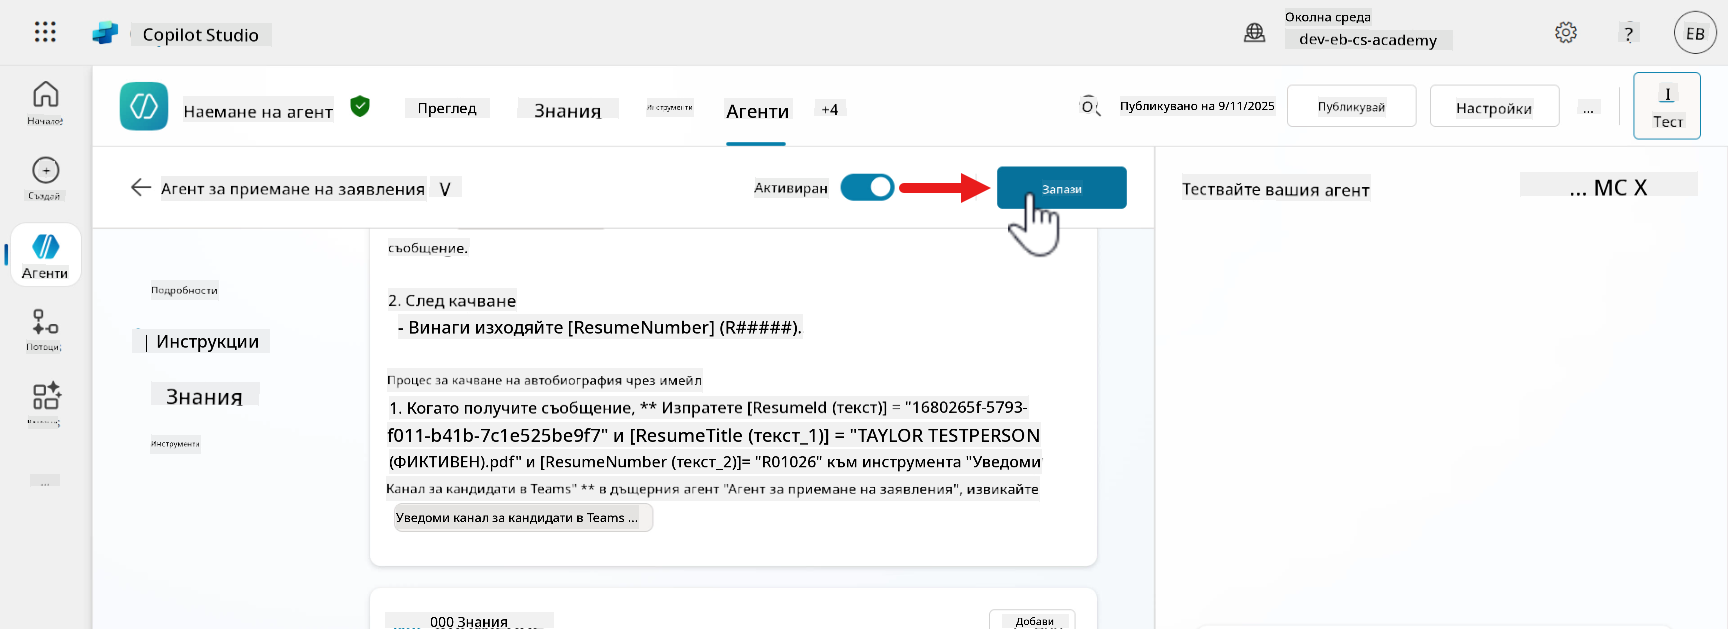 Copilot Studio
Околна среда
dev-eb-cs-academy
?
EB
Наемане на агент
Преглед
Знания
Инструменти
Агенти
+4
Публикувано на 9/11/2025
Публикувай
Настройки
...
Тест
Начало
Създай
Агенти
Агент за приемане на заявления
V
Активиран
Запази
Тествайте вашия агент
... MC X
Подробности
Инструкции
Знания
Инструменти
съобщение.
2. След качване
- Винаги изходяйте [ResumeNumber] (R#####).
Процес за качване на автобиография чрез имейл
1. Когато получите съобщение, ** Изпратете [ResumeId (текст)] = "1680265f-5793-
f011-b41b-7c1e525be9f7" и [ResumeTitle (текст_1)] = "TAYLOR TESTPERSON
(ФИКТИВЕН).pdf" и [ResumeNumber (текст_2)]= "R01026" към инструмента "Уведоми
Канал за кандидати в Teams" ** в дъщерния агент "Агент за приемане на заявления", извикайте
Уведоми канал за кандидати в Teams ...
000 Знания
Добави